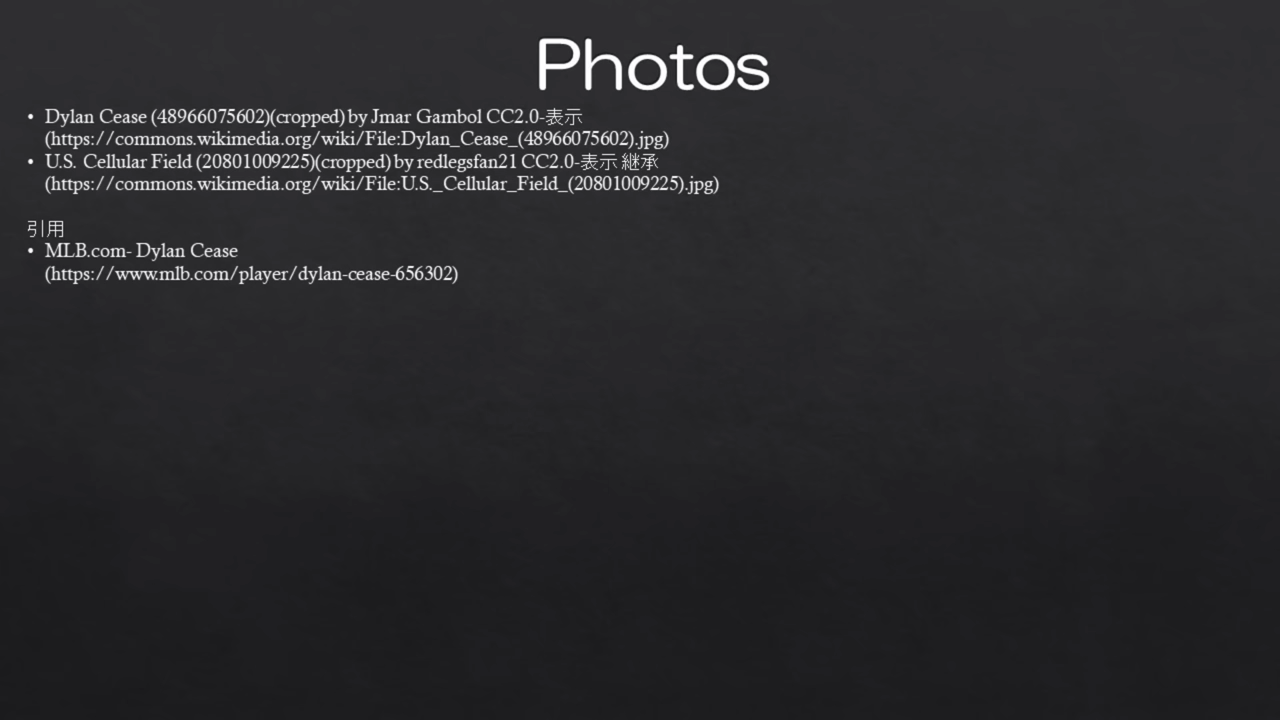 Photos
• Dylan Cease (48966075602)(cropped) by Jmar Gambol CC2.0-表示
(https://commons.wikimedia.org/wiki/File:Dylan_Cease_(48966075602).jpg)
• U.S. Cellular Field (20801009225)(cropped) by redlegsfan21 CC2.0-表示 継承
(https://commons.wikimedia.org/wiki/File:U.S._Cellular_Field_(20801009225).jpg)
引用
• MLB.com- Dylan Cease
(https://www.mlb.com/player/dylan-cease-656302)